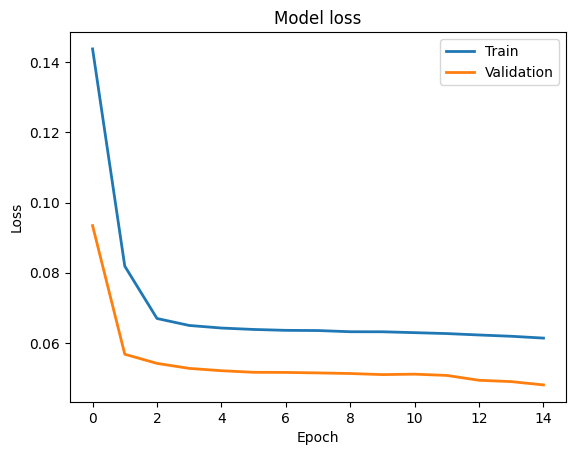 Model loss
Train
Validation
0.14
0.12
0.10
0.08
0.06
Loss
0 2 4 6 8 10 12 14
Epoch